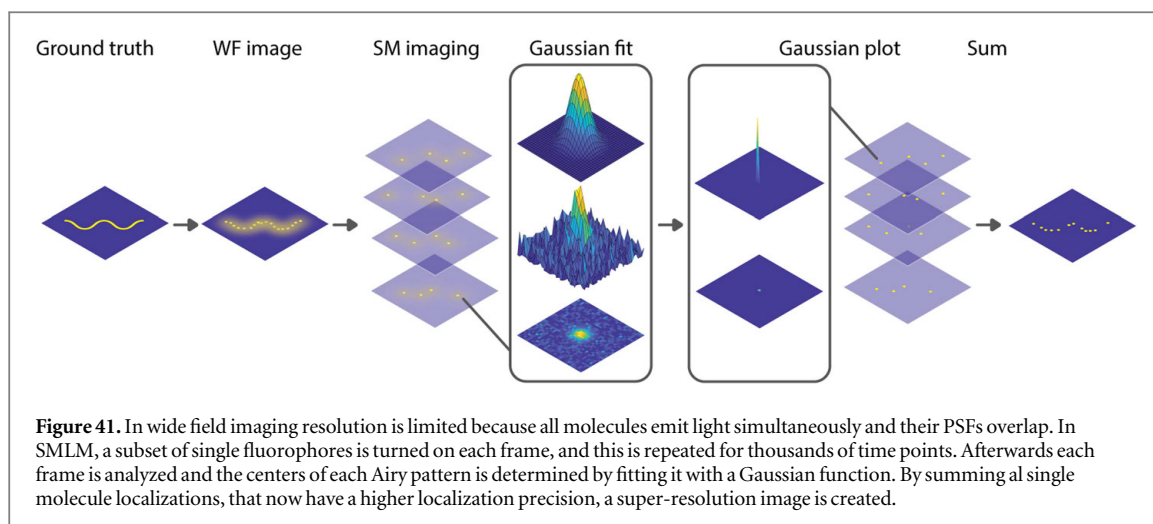 Ground truth WF image SM imaging Gaussian fit Gaussian plot Sum
Figure 41. In wide field imaging resolution is limited because all molecules emit light simultaneously and their PSFs overlap. In
SMLM, a subset of single fluorophores is turned on each frame, and this is repeated for thousands of time points. Afterwards each
frame is analyzed and the centers of each Airy pattern is determined by fitting it with a Gaussian function. By summing al single
molecule localizations, that now have a higher localization precision, a super-resolution image is created.